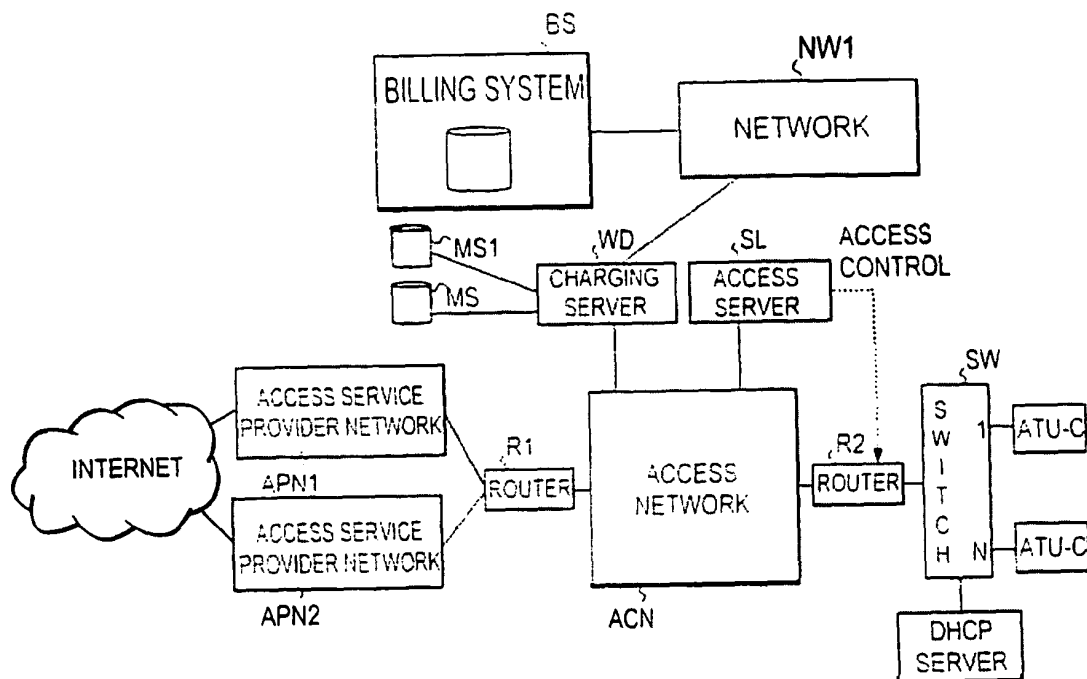 BS
BILLING SYSTEM
NW1
NETWORK
MS1
MS
WD
CHARGING
SERVER
SL
ACCESS
SERVER
ACCESS
CONTROL
SW
SWITCH
1
N
ATU-C
ATU-C
INTERNET
ACCESS SERVICE
PROVIDER NETWORK
APN1
ACCESS SERVICE
PROVIDER NETWORK
APN2
R1
ROUTER
ACCESS
NETWORK
ACN
R2
ROUTER
DHCP
SERVER